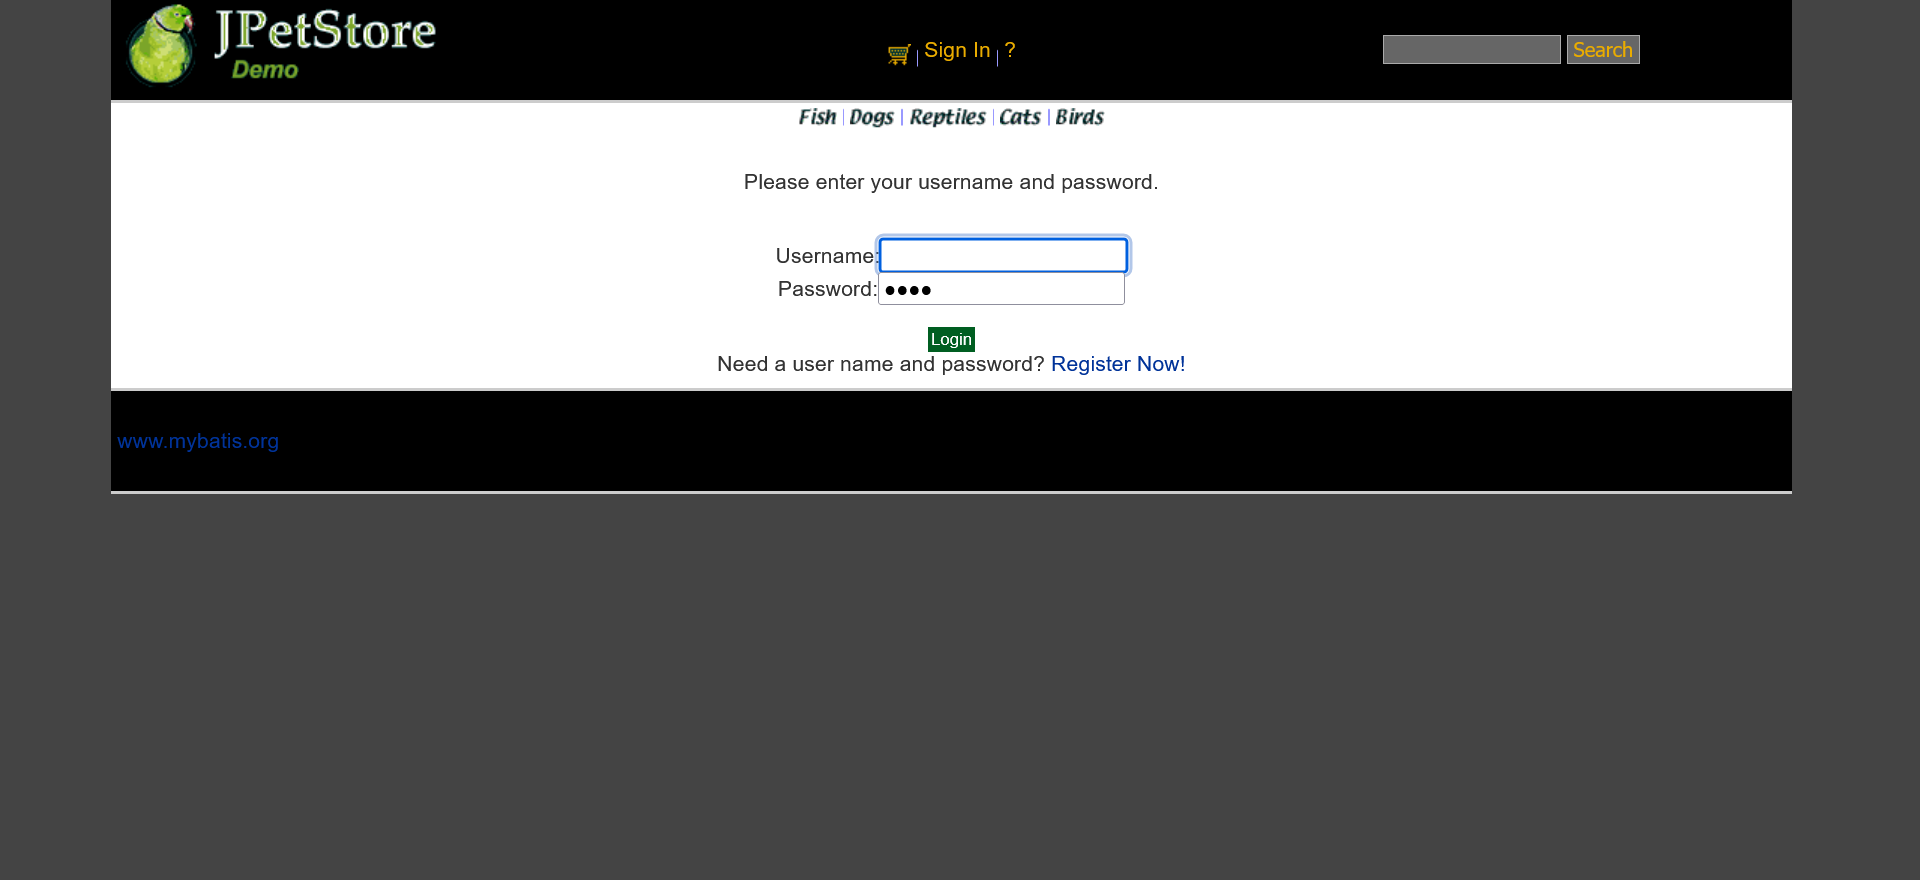 JPetStore
Demo
Sign In ?
Search
Fish Dogs Reptiles Cats Birds
Please enter your username and password.
Username:
Password: ●●●●
Login
Need a user name and password? Register Now!
www.mybatis.org